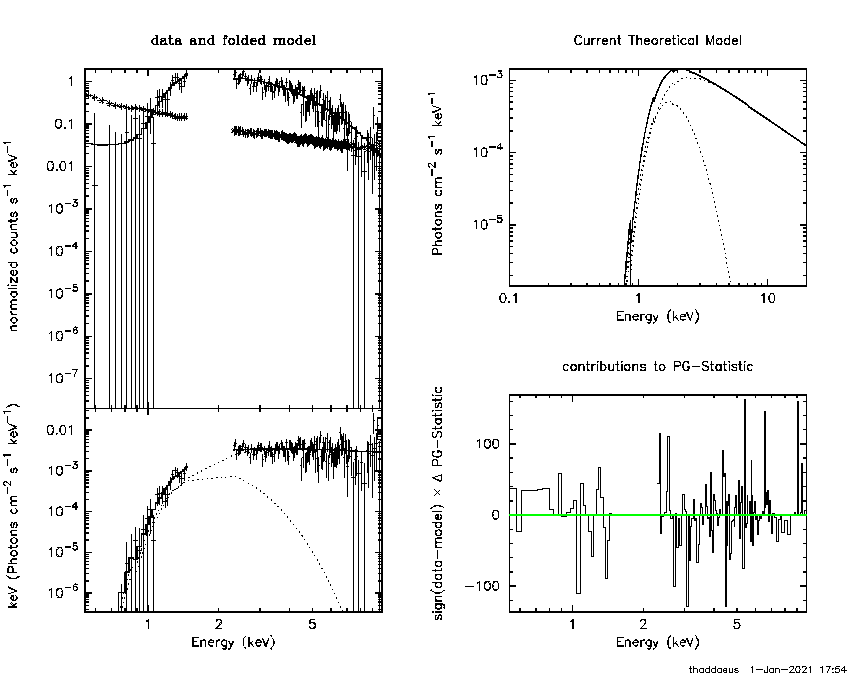 data and folded model
normalized counts s⁻¹ keV⁻¹
1
0.1
0.01
10⁻³
10⁻⁴
10⁻⁵
10⁻⁶
10⁻⁷
keV (Photons cm⁻² s⁻¹ keV⁻¹)
0.01
10⁻³
10⁻⁴
10⁻⁵
10⁻⁶
1 2 5
Energy (keV)
Current Theoretical Model
Photons cm⁻² s⁻¹ keV⁻¹
10⁻³
10⁻⁴
10⁻⁵
0.1 1 10
Energy (keV)
contributions to PG−Statistic
sign(data−model) × Δ PG−Statistic
100
0
−100
1 2 5
Energy (keV)
thaddaeus 1−Jan−2021 17:54